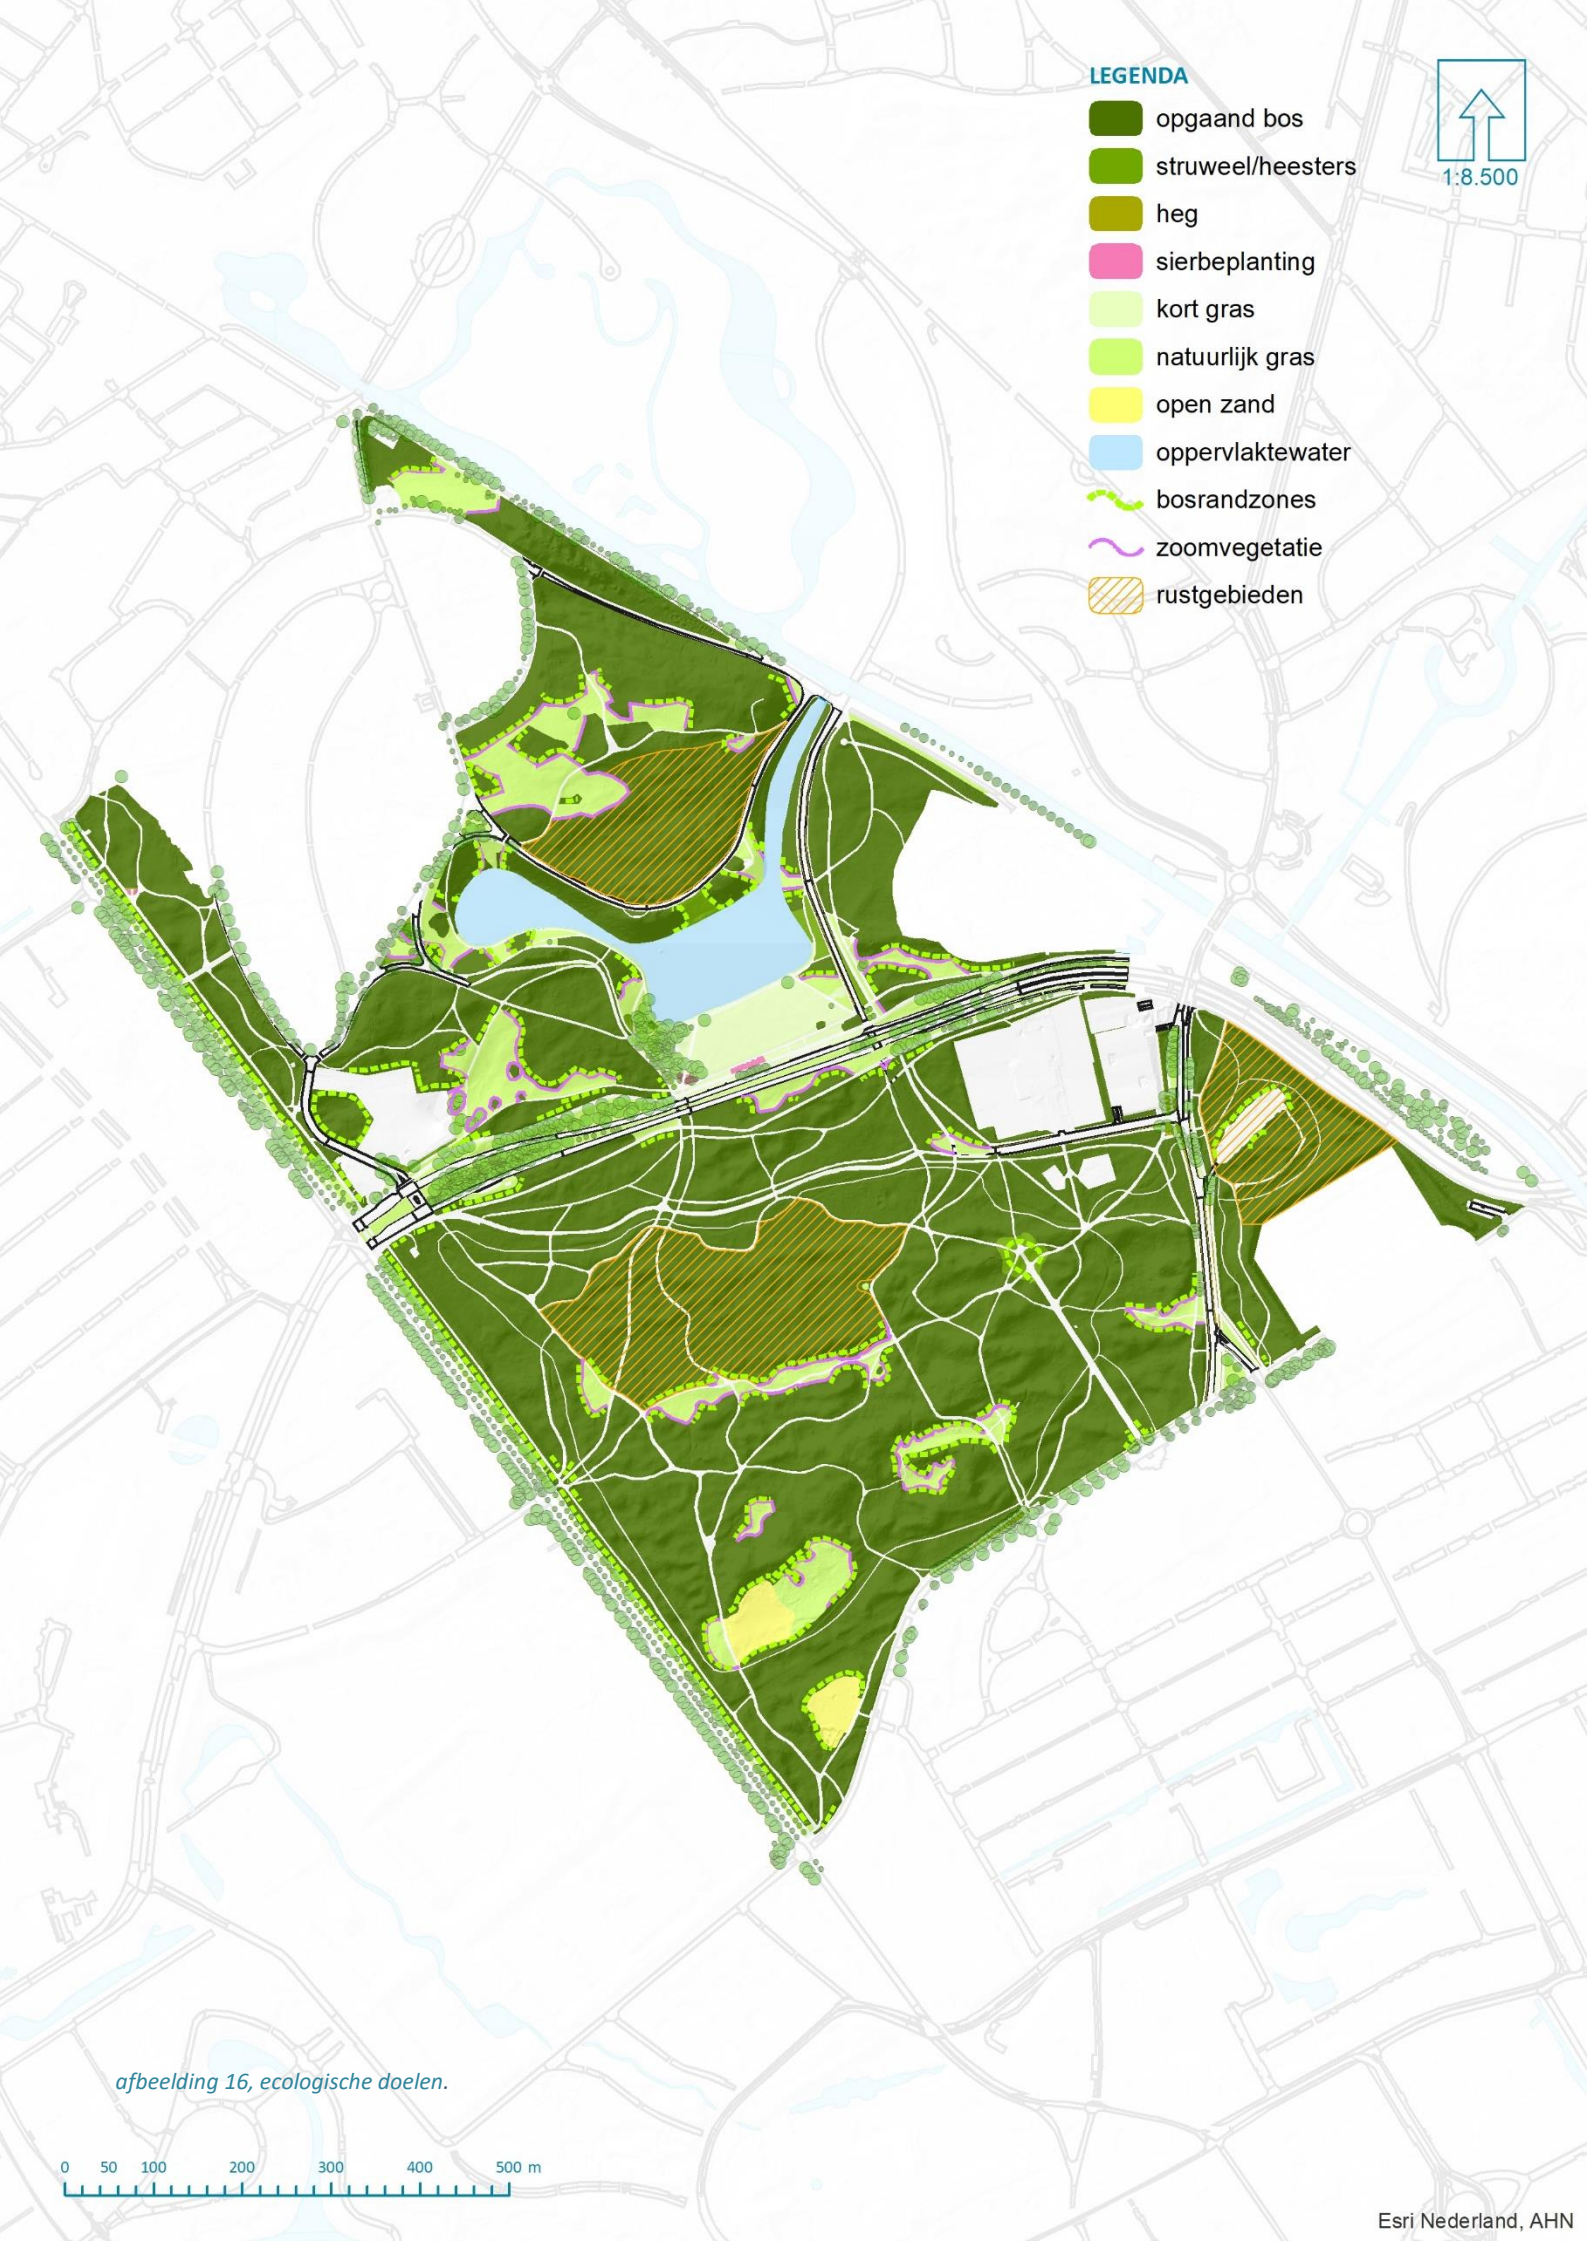 LEGENDA
opgaand bos
struweel/heesters
heg
sierbeplanting
kort gras
natuurlijk gras
open zand
oppervlaktewater
bosrandzones
zoomvegetatie
rustgebieden
1:8.500
afbeelding 16, ecologische doelen.
0 50 100 200 300 400 500 m
Esri Nederland, AHN